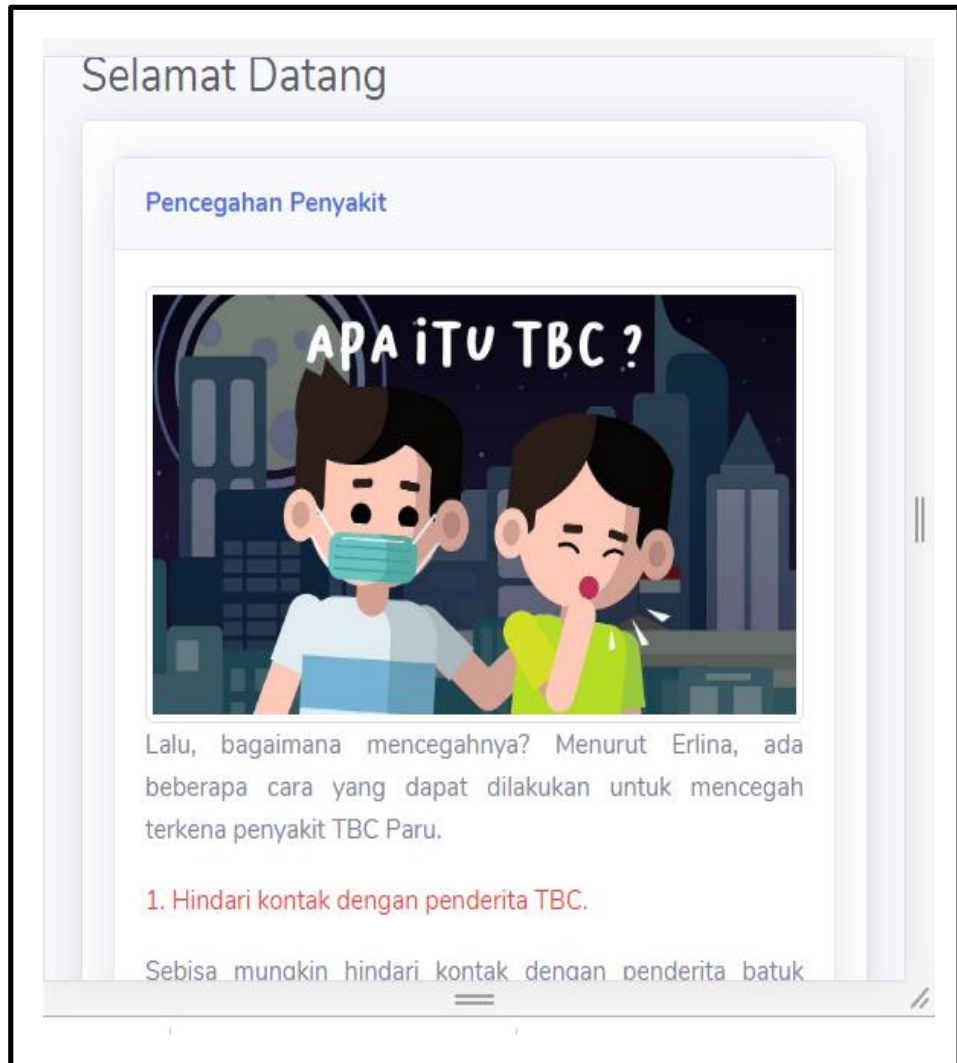 Selamat Datang
Pencegahan Penyakit
APA iTU TBC ?
Lalu, bagaimana mencegahnya? Menurut Erlina, ada
beberapa cara yang dapat dilakukan untuk mencegah
terkena penyakit TBC Paru.
1. Hindari kontak dengan penderita TBC.
Sebisa mungkin hindari kontak dengan penderita batuk